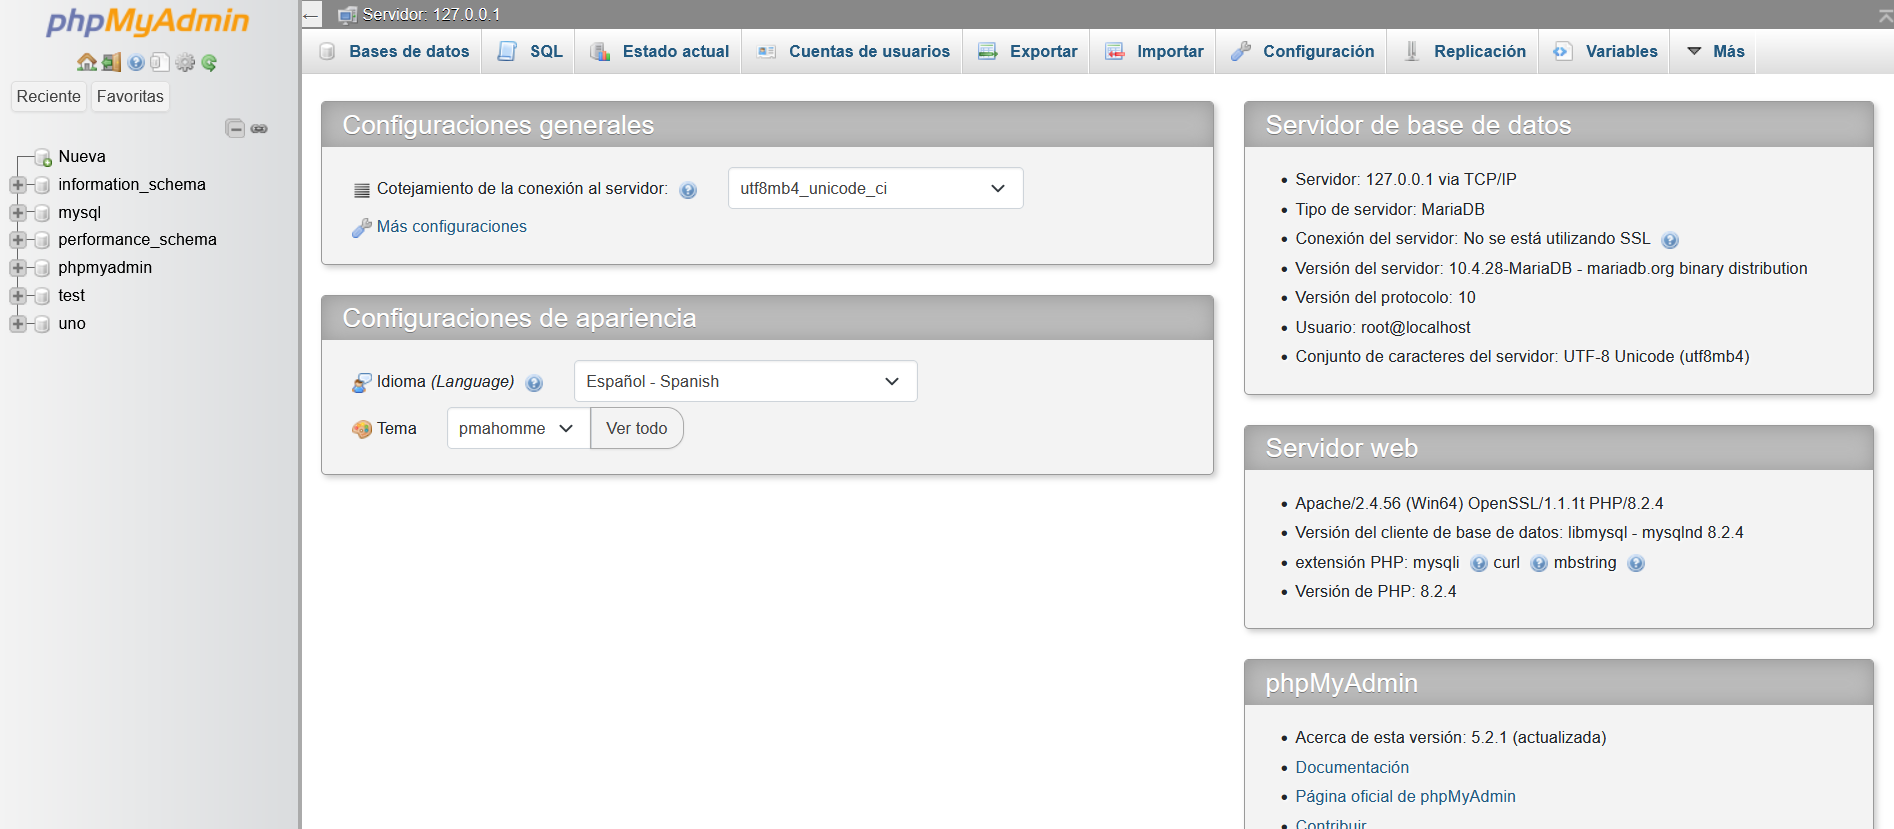 phpMyAdmin
Reciente Favoritas
Nueva
information_schema
mysql
performance_schema
phpmyadmin
test
uno
Servidor: 127.0.0.1
Bases de datos SQL Estado actual Cuentas de usuarios Exportar Importar Configuración Replicación Variables Más
Configuraciones generales
Cotejamiento de la conexión al servidor: utf8mb4_unicode_ci
Más configuraciones
Configuraciones de apariencia
Idioma (Language) Español - Spanish
Tema pmahomme Ver todo
Servidor de base de datos
Servidor: 127.0.0.1 via TCP/IP
Tipo de servidor: MariaDB
Conexión del servidor: No se está utilizando SSL
Versión del servidor: 10.4.28-MariaDB - mariadb.org binary distribution
Versión del protocolo: 10
Usuario: root@localhost
Conjunto de caracteres del servidor: UTF-8 Unicode (utf8mb4)
Servidor web
Apache/2.4.56 (Win64) OpenSSL/1.1.1t PHP/8.2.4
Versión del cliente de base de datos: libmysql - mysqlnd 8.2.4
extensión PHP: mysqli curl mbstring
Versión de PHP: 8.2.4
phpMyAdmin
Acerca de esta versión: 5.2.1 (actualizada)
Documentación
Página oficial de phpMyAdmin
Contribuir